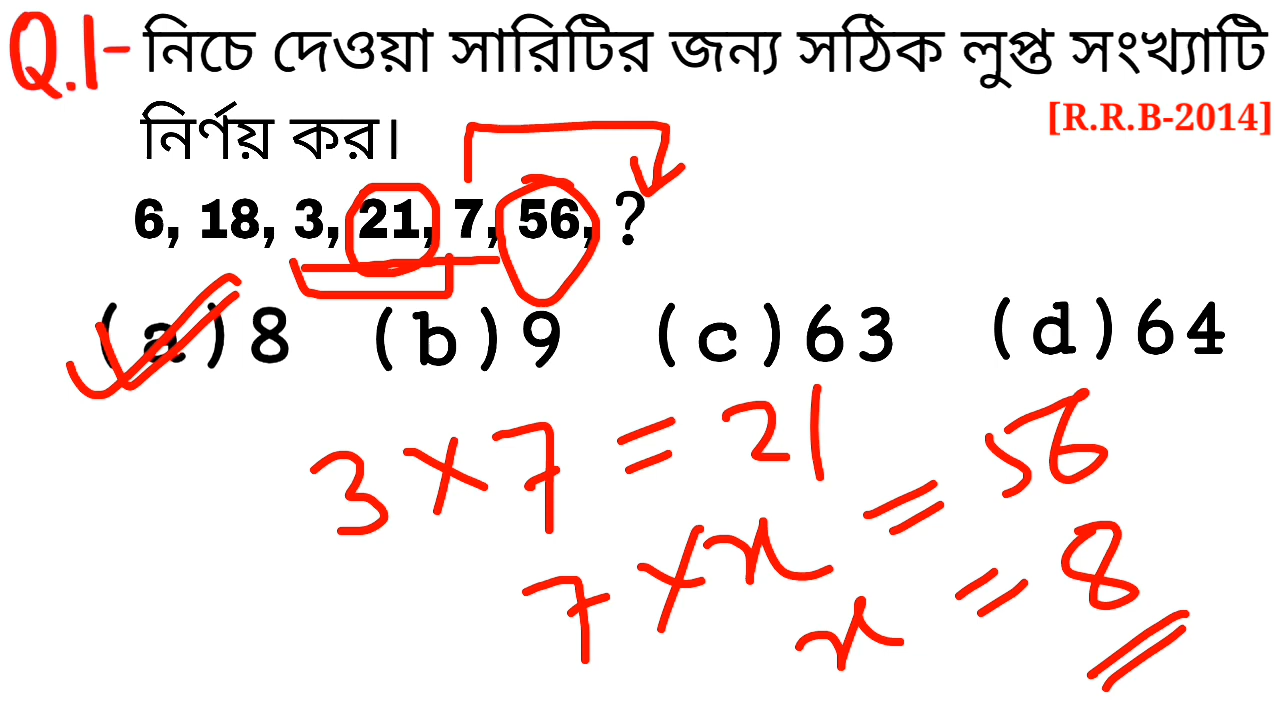 Q.1- নিচে দেওয়া সারিটির জন্য সঠিক লুপ্ত সংখ্যাটি
নির্ণয় কর।
[R.R.B-2014]
6, 18, 3, 21, 7, 56, ?
(a)8 (b)9 (c)63 (d)64
3 × 7 = 21
7 × x = 56
x = 8